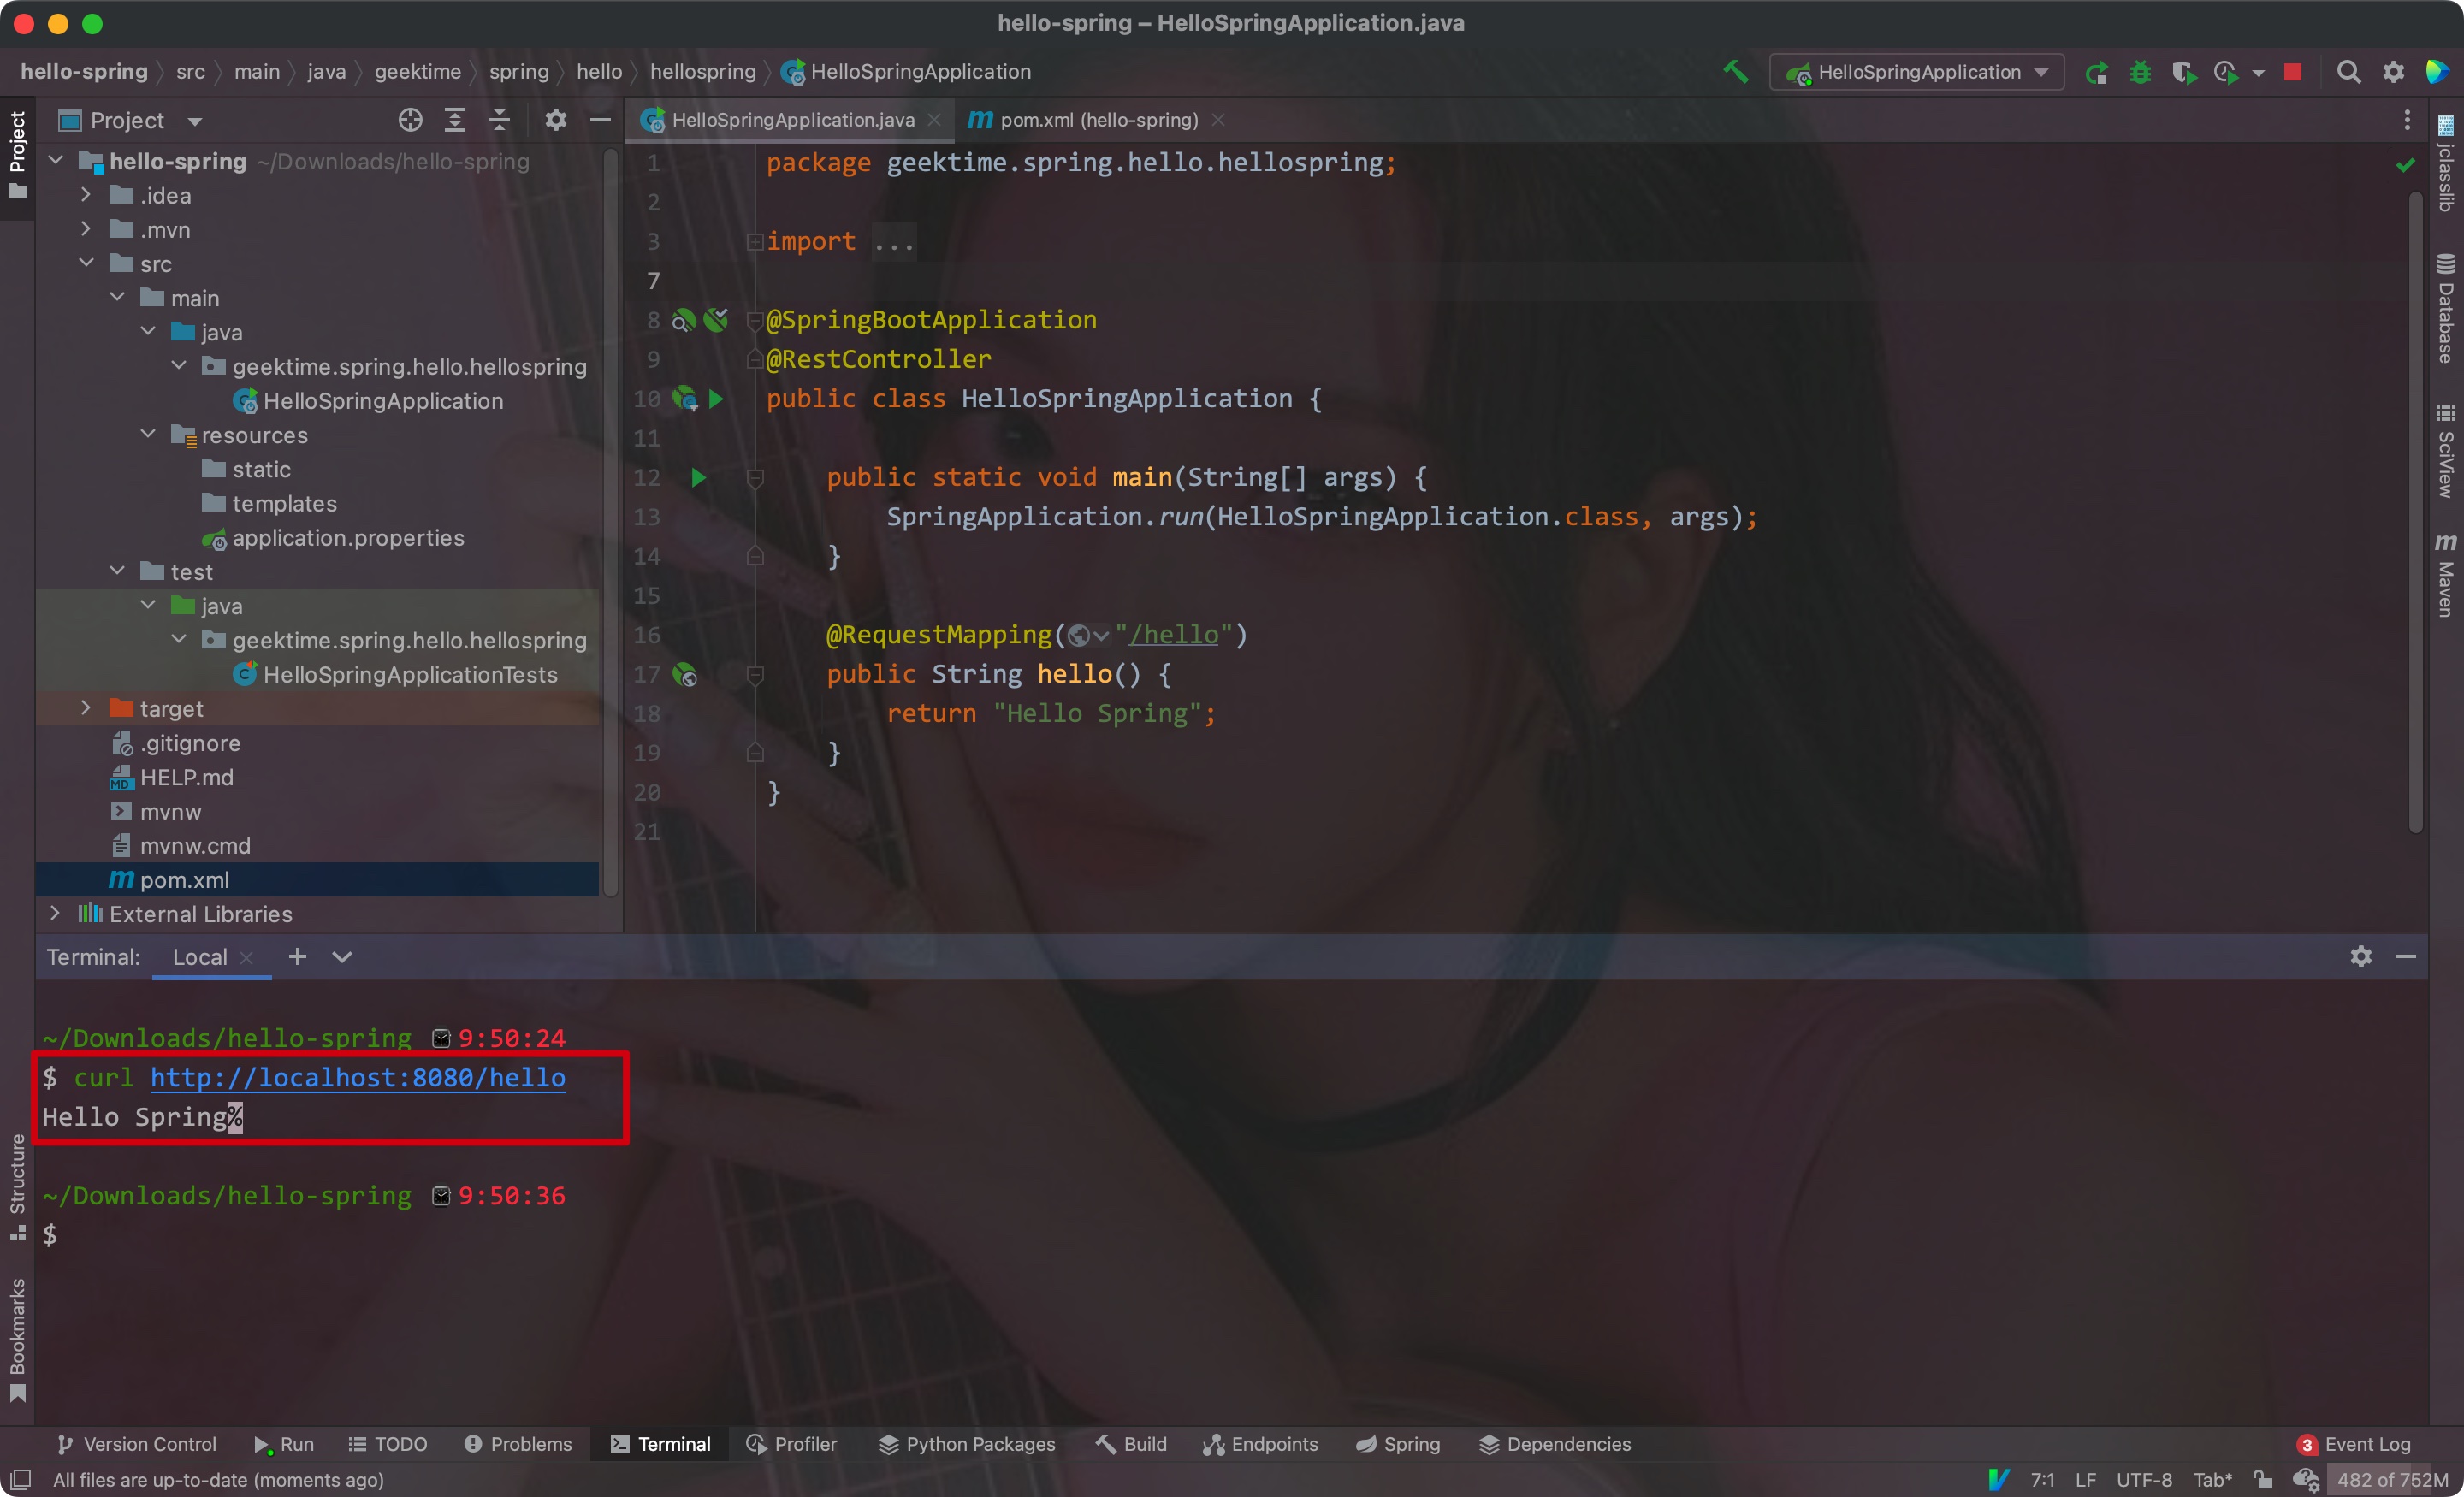 hello-spring – HelloSpringApplication.java
hello-spring src main java geektime spring hello hellospring HelloSpringApplication
HelloSpringApplication
Project
Project
HelloSpringApplication.java
pom.xml (hello-spring)
hello-spring ~/Downloads/hello-spring
.idea
.mvn
src
main
java
geektime.spring.hello.hellospring
HelloSpringApplication
resources
static
templates
application.properties
test
java
geektime.spring.hello.hellospring
HelloSpringApplicationTests
target
.gitignore
HELP.md
mvnw
mvnw.cmd
pom.xml
External Libraries
1 package geektime.spring.hello.hellospring;
2
3 import ...
7
8 @SpringBootApplication
9 @RestController
10 public class HelloSpringApplication {
11
12 public static void main(String[] args) {
13 SpringApplication.run(HelloSpringApplication.class, args);
14 }
15
16 @RequestMapping("/hello")
17 public String hello() {
18 return "Hello Spring";
19 }
20 }
21
jclasslib
Database
SciView
Maven
Terminal: Local
~/Downloads/hello-spring 9:50:24
$ curl http://localhost:8080/hello
Hello Spring%
~/Downloads/hello-spring 9:50:36
$
Structure
Bookmarks
Version Control Run TODO Problems Terminal Profiler Python Packages Build Endpoints Spring Dependencies 3 Event Log
All files are up-to-date (moments ago) 7:1 LF UTF-8 Tab* 482 of 752M